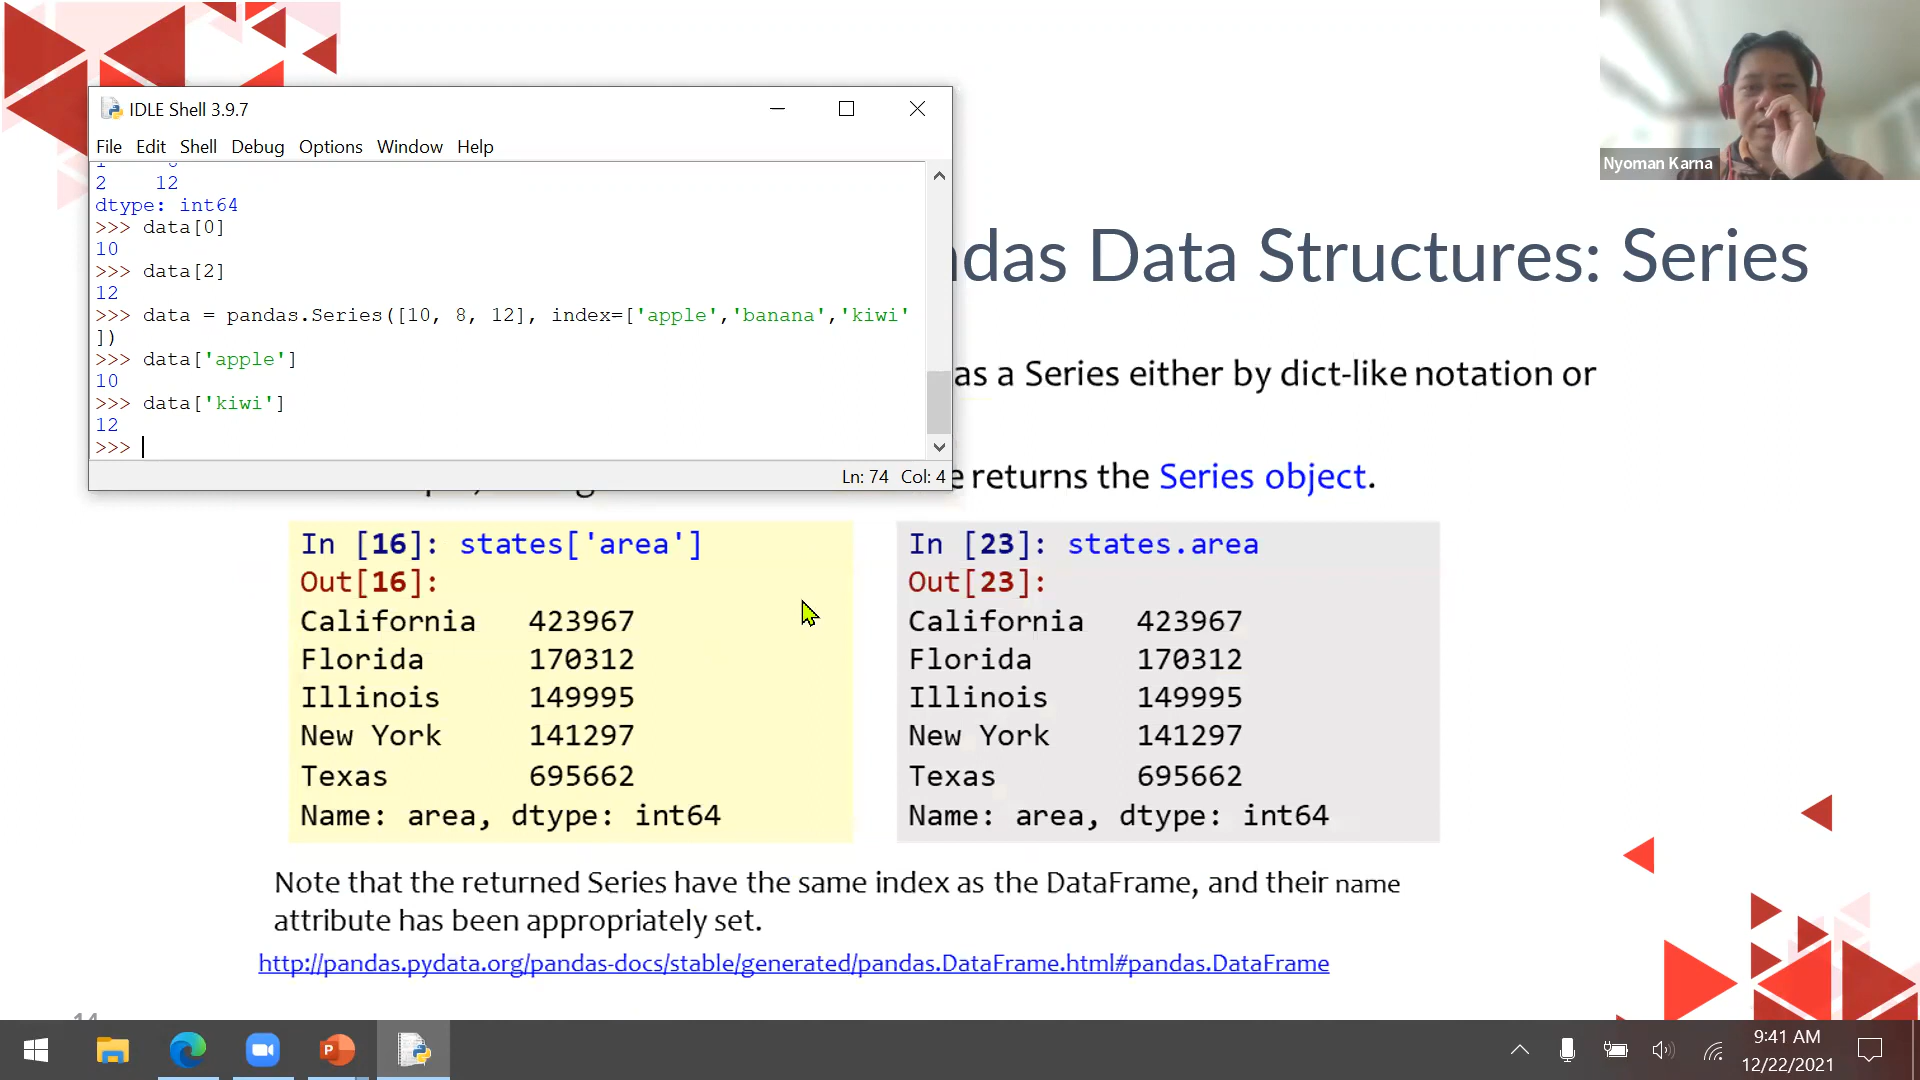 IDLE Shell 3.9.7
File Edit Shell Debug Options Window Help
2 12
dtype: int64
>>> data[0]
10
>>> data[2]
12
>>> data = pandas.Series([10, 8, 12], index=['apple','banana','kiwi'
])
>>> data['apple']
10
>>> data['kiwi']
12
>>>
Ln: 74 Col: 4
Nyoman Karna
Data Structures: Series
as a Series either by dict-like notation or
returns the Series object.
In [16]: states['area']
Out[16]:
California 423967
Florida 170312
Illinois 149995
New York 141297
Texas 695662
Name: area, dtype: int64
In [23]: states.area
Out[23]:
California 423967
Florida 170312
Illinois 149995
New York 141297
Texas 695662
Name: area, dtype: int64
Note that the returned Series have the same index as the DataFrame, and their name
attribute has been appropriately set.
http://pandas.pydata.org/pandas-docs/stable/generated/pandas.DataFrame.html#pandas.DataFrame
9:41 AM
12/22/2021